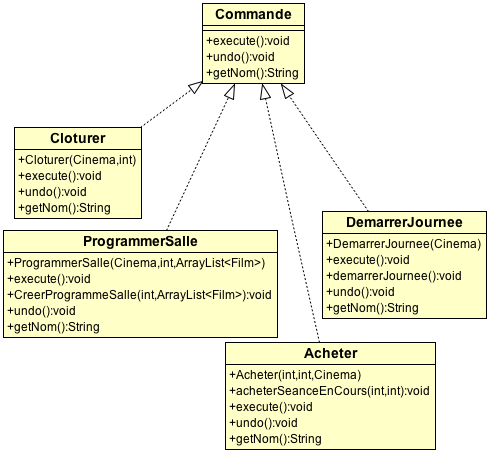 Commande
+execute():void
+undo():void
+getNom():String
Cloturer
+Cloturer(Cinema,int)
+execute():void
+undo():void
+getNom():String
ProgrammerSalle
+ProgrammerSalle(Cinema,int,ArrayList<Film>)
+execute():void
+CreerProgrammeSalle(int,ArrayList<Film>):void
+undo():void
+getNom():String
DemarrerJournee
+DemarrerJournee(Cinema)
+execute():void
+demarrerJournee():void
+undo():void
+getNom():String
Acheter
+Acheter(int,int,Cinema)
+acheterSeanceEnCours(int,int):void
+execute():void
+undo():void
+getNom():String